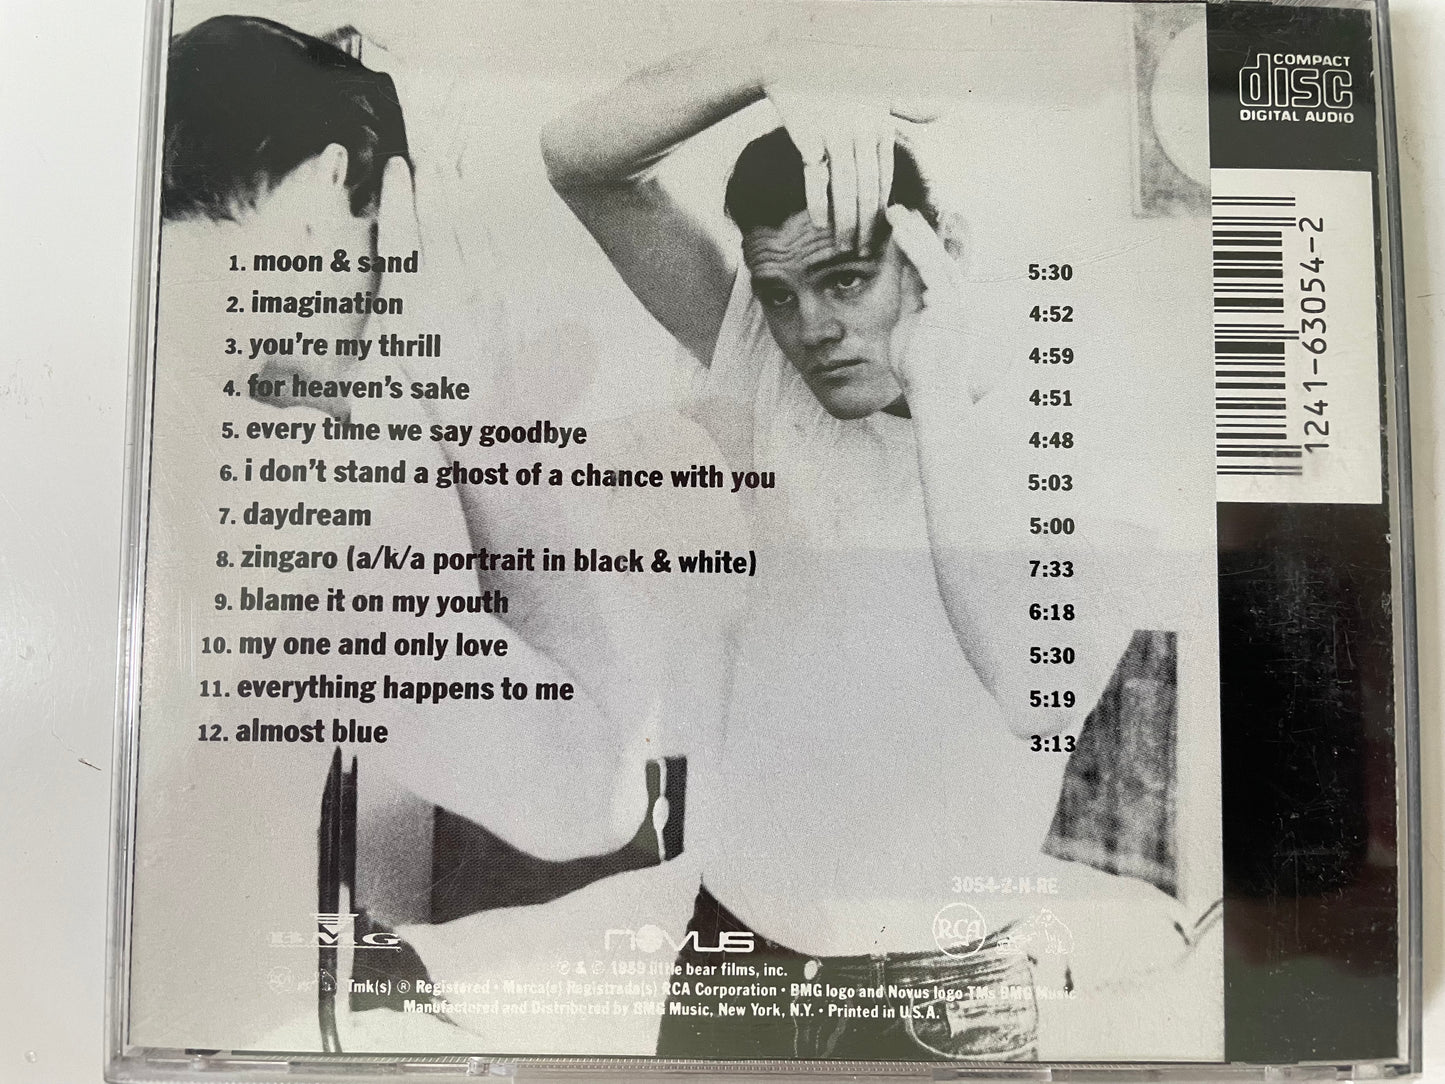 COMPACT
disc
DIGITAL AUDIO
1241-63054-2
1. moon & sand 5:30
2. imagination 4:52
3. you're my thrill 4:59
4. for heaven's sake 4:51
5. every time we say goodbye 4:48
6. i don't stand a ghost of a chance with you 5:03
7. daydream 5:00
8. zingaro (a/k/a portrait in black & white) 7:33
9. blame it on my youth 6:18
10. my one and only love 5:30
11. everything happens to me 5:19
12. almost blue 3:13
3054-2-N-RE
BMG NOVUS RCA
℗ & © 1989 little bear films, inc.
Tmk(s) ® Registered • Marca(s) Registrada(s) RCA Corporation • BMG logo and Novus logo TMs BMG Music
Manufactured and Distributed by BMG Music, New York, N.Y. • Printed in U.S.A.